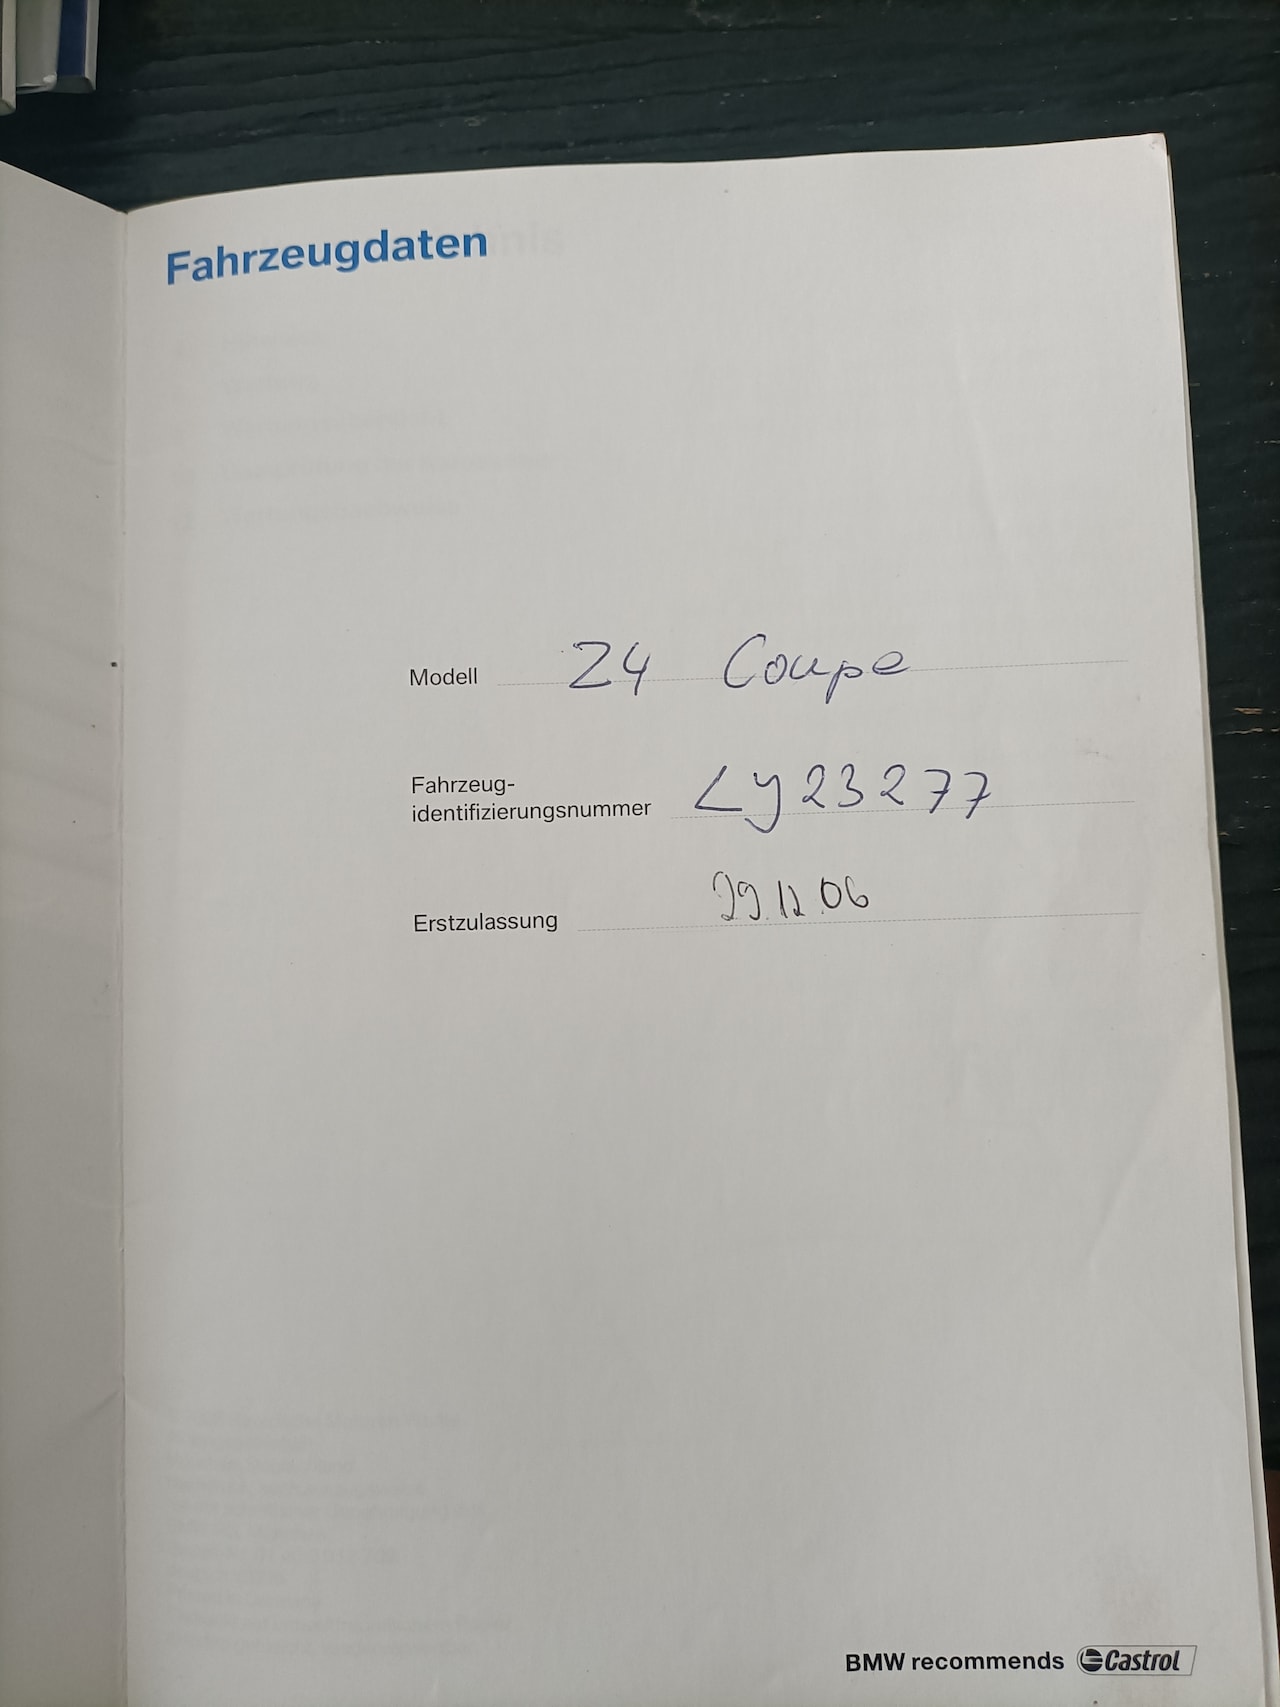 Fahrzeugdaten
Modell Z4 Coupe
Fahrzeug-
identifizierungsnummer LY23277
Erstzulassung 29.12.06
BMW recommends Castrol